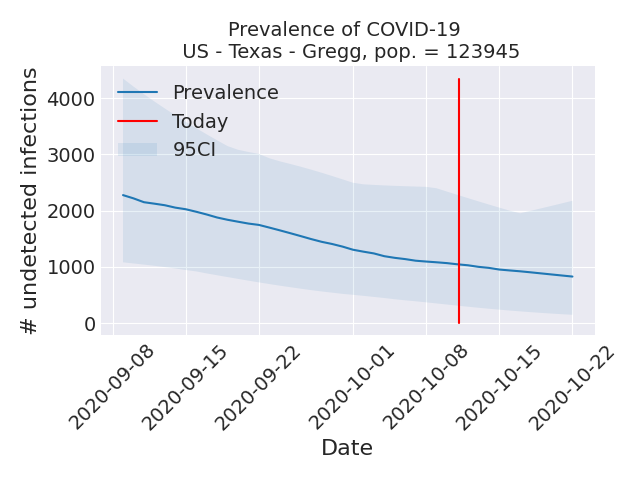 Prevalence of COVID-19
US - Texas - Gregg, pop. = 123945
# undetected infections
4000
3000
2000
1000
0
Prevalence
Today
95CI
2020-09-08
2020-09-15
2020-09-22
2020-10-01
2020-10-08
2020-10-15
2020-10-22
Date